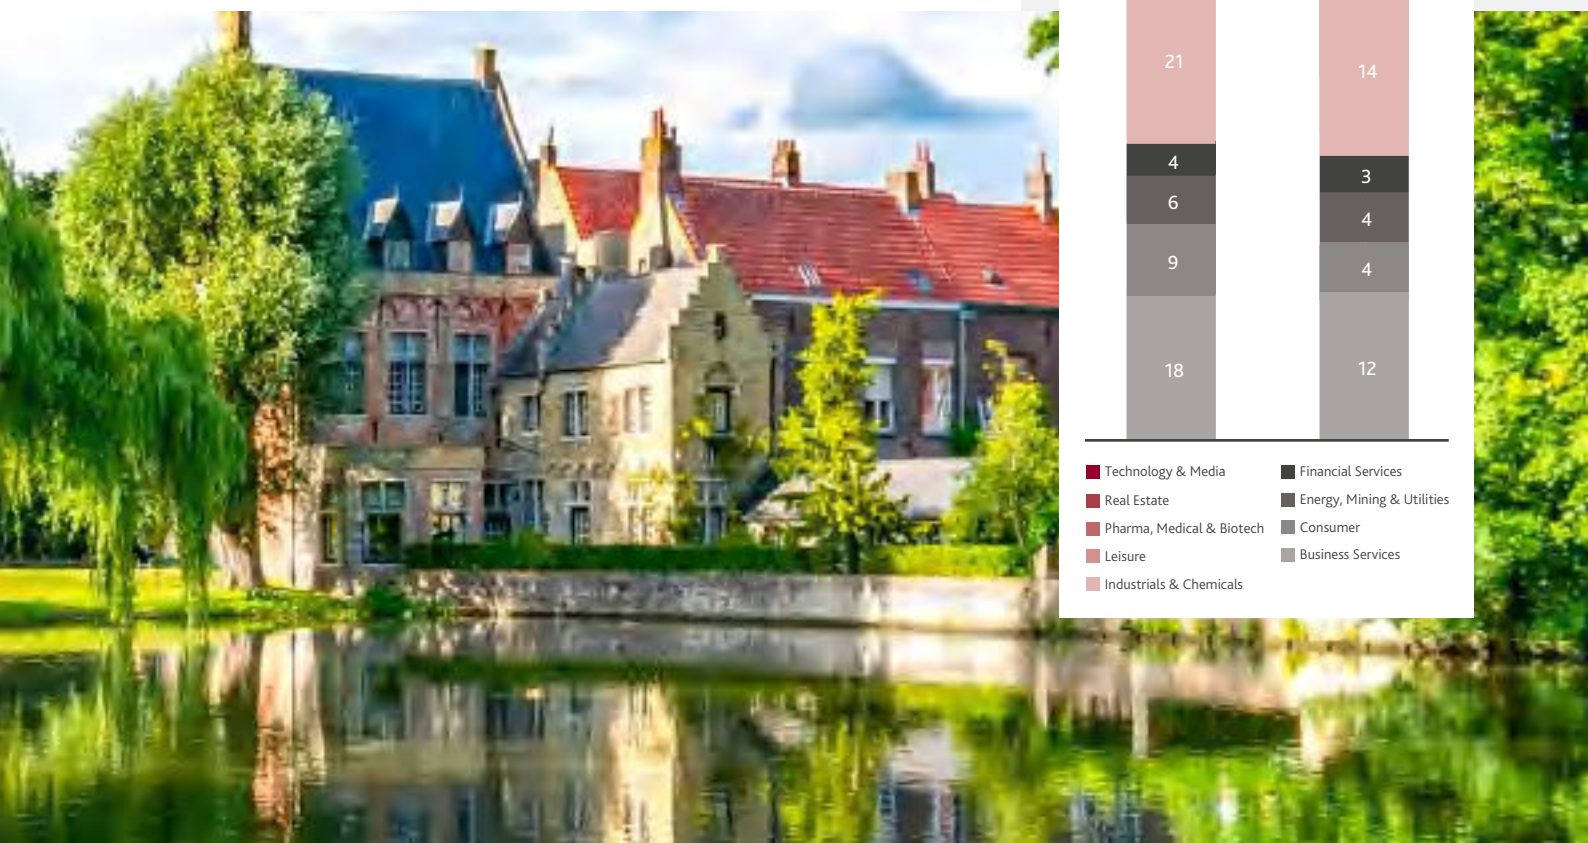 21
14
4
3
6
4
9
4
18
12
Technology & Media
Real Estate
Pharma, Medical & Biotech
Leisure
Industrials & Chemicals
Financial Services
Energy, Mining & Utilities
Consumer
Business Services